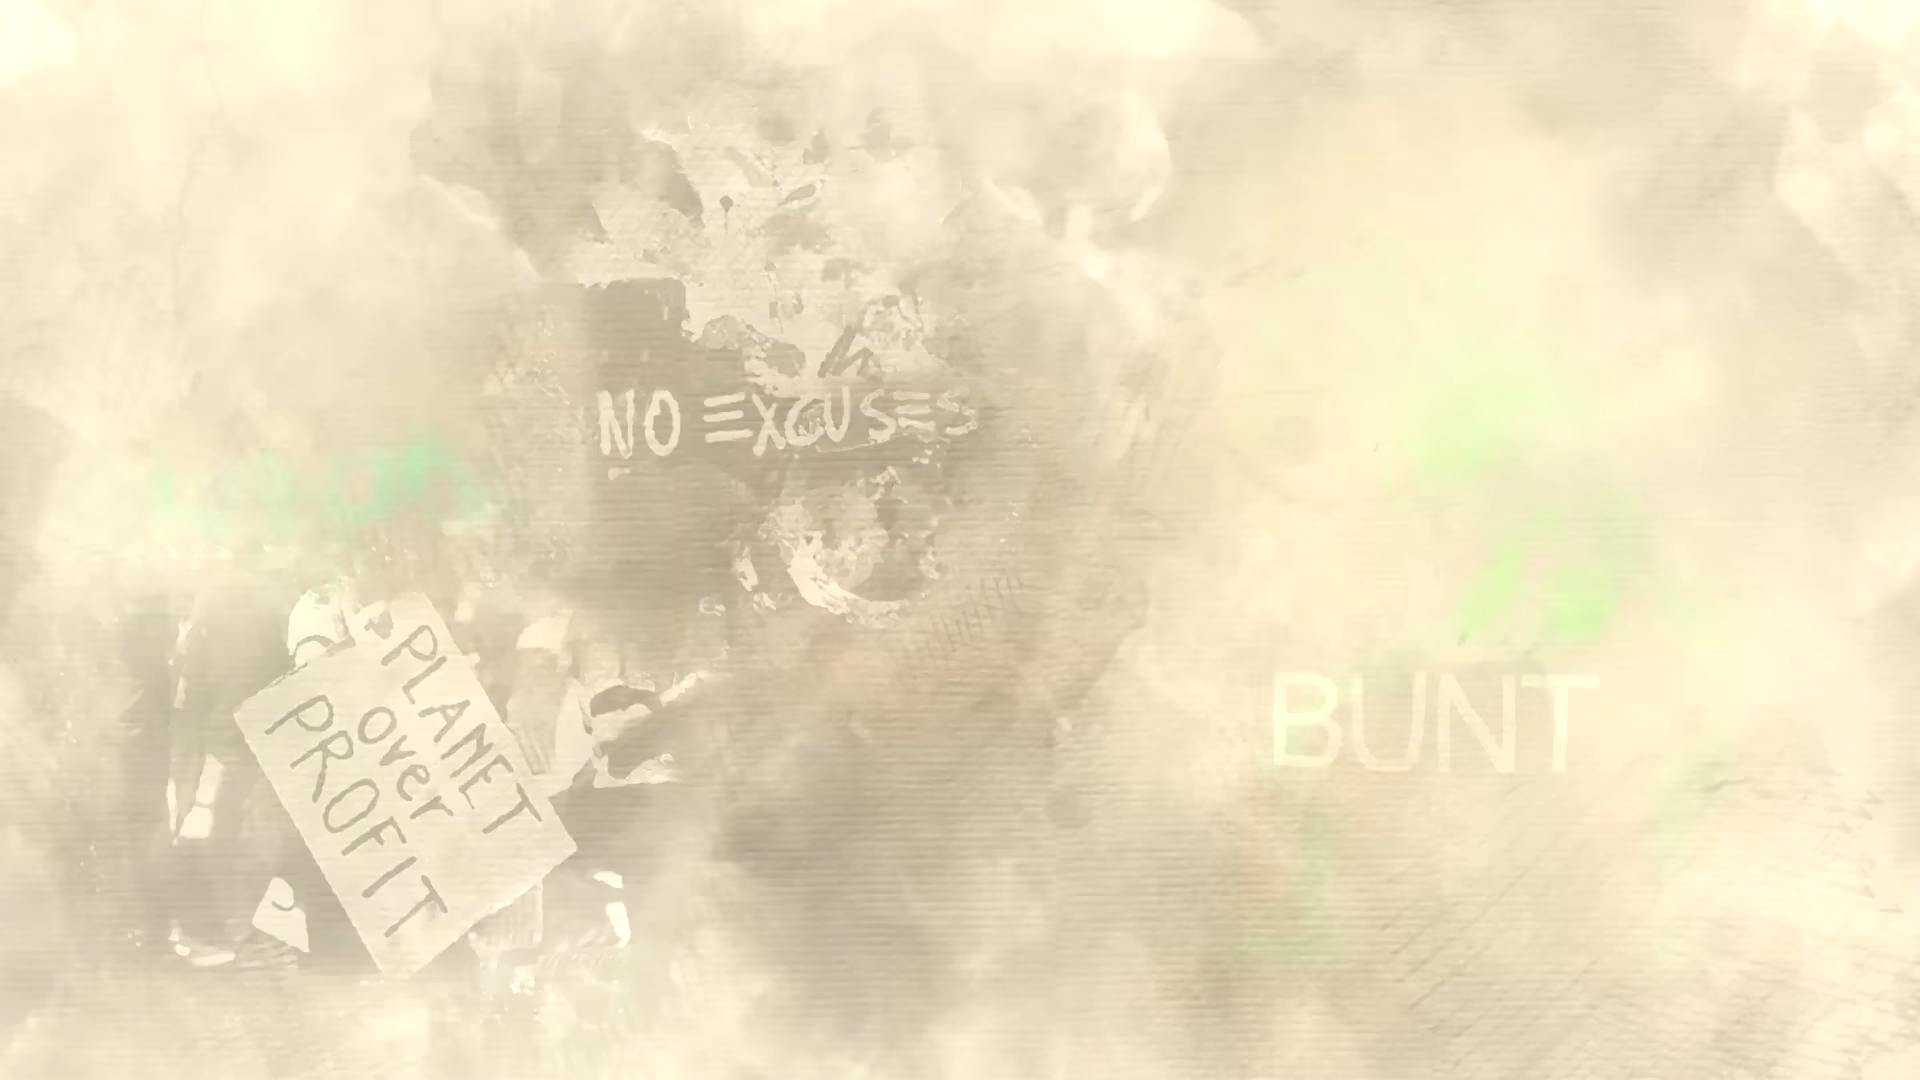 NO EXCUSES
PLANET
over
PROFIT
BUNT